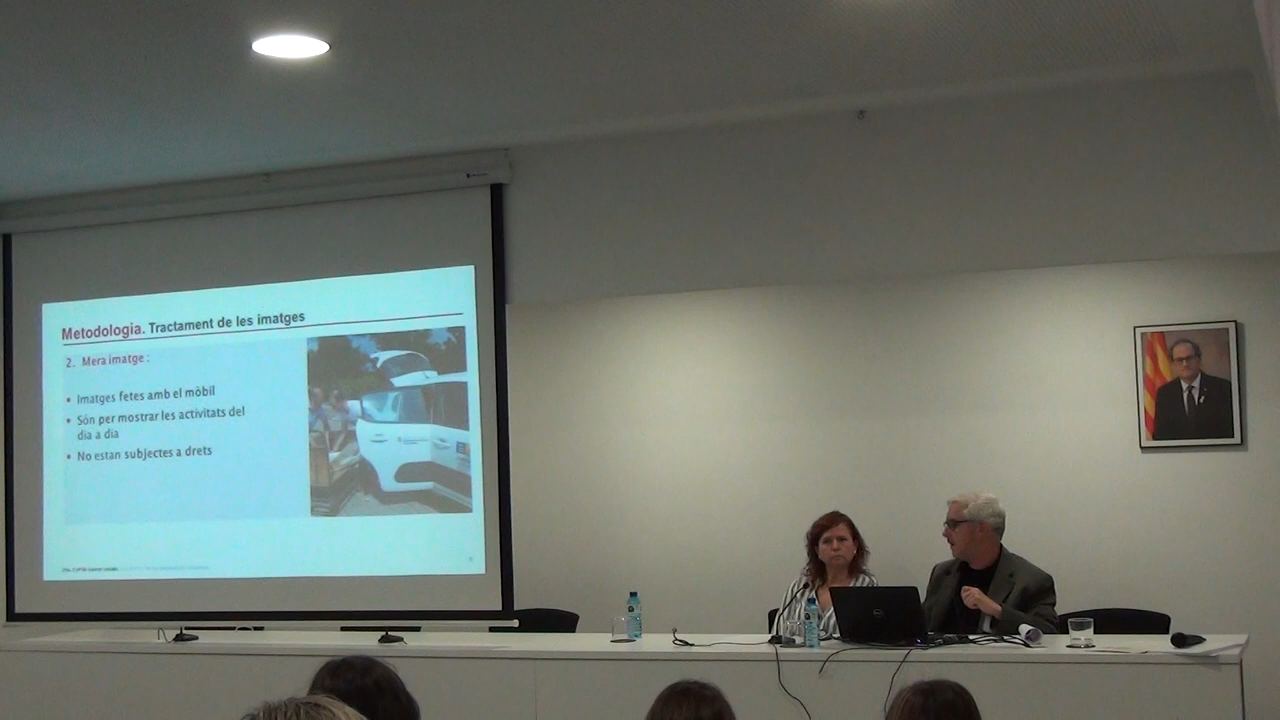 Metodologia. Tractament de les imatges
2. Mera imatge :
• Imatges fetes amb el mòbil
• Són per mostrar les activitats del
dia a dia
• No estan subjectes a drets